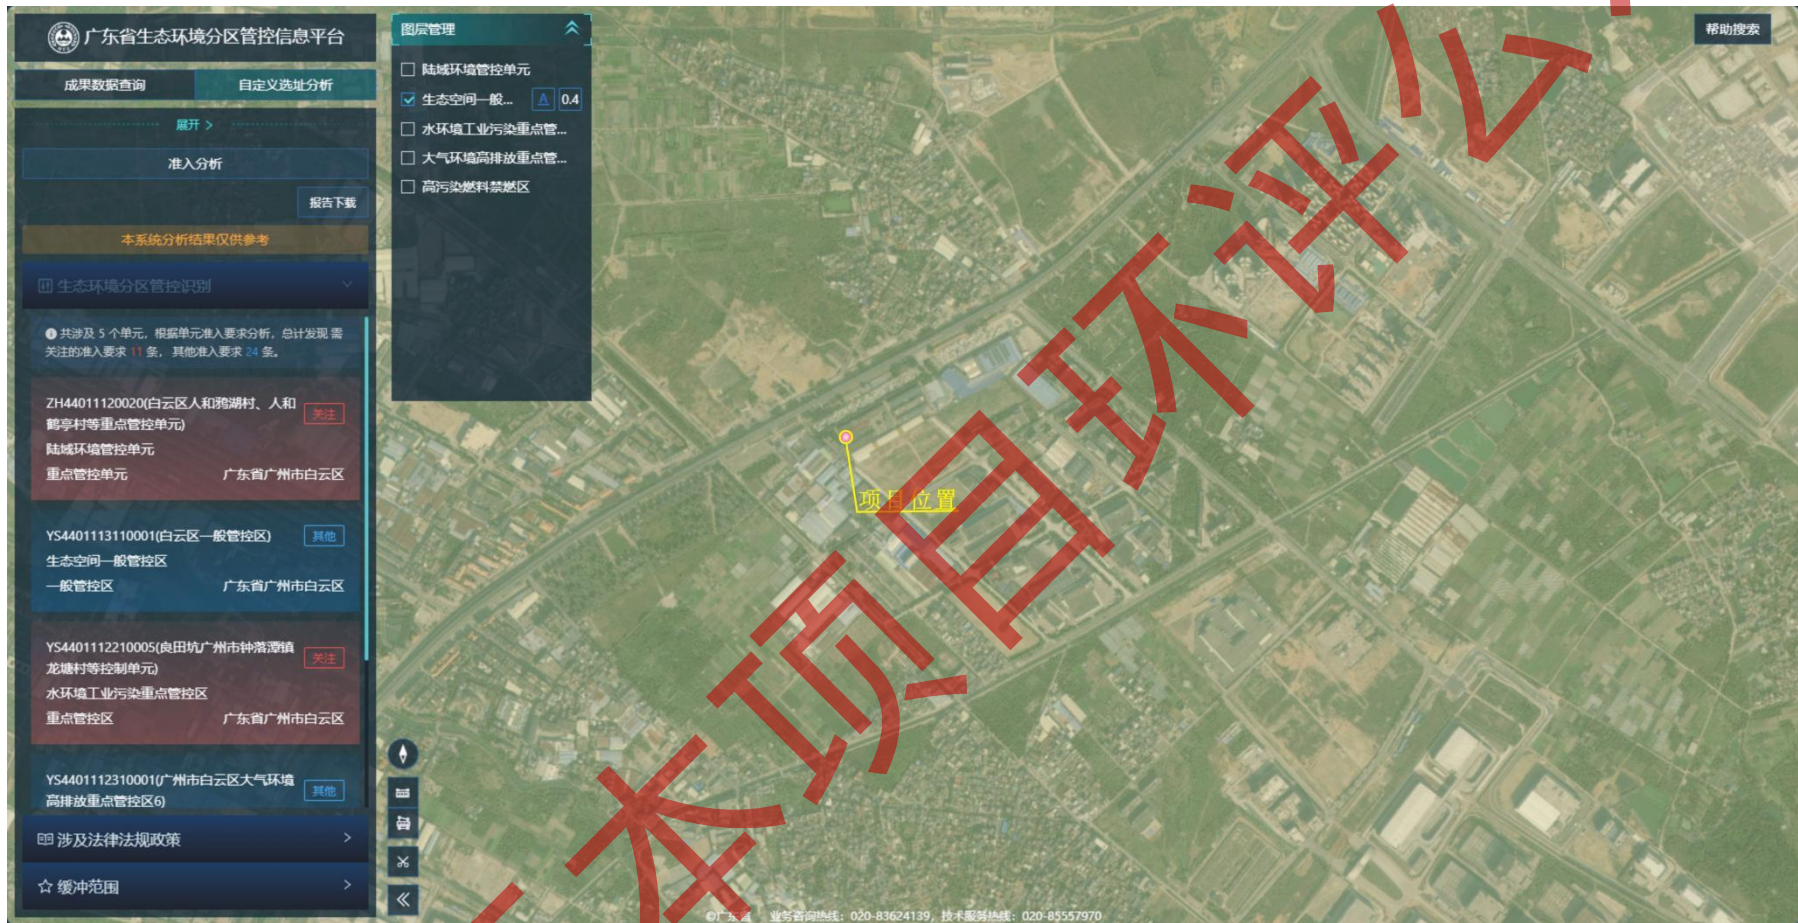 广东省生态环境分区管控信息平台
成果数据查询
自定义选址分析
展开 >
准入分析
报告下载
本系统分析结果仅供参考
生态环境分区管控识别
共涉及 5 个单元，根据单元准入要求分析，总计发现 需
关注的准入要求 11 条， 其他准入要求 24 条。
ZH44011120020(白云区人和鸦湖村、人和
鹤亭村等重点管控单元)
关注
陆域环境管控单元
重点管控单元
广东省广州市白云区
YS4401113110001(白云区一般管控区)
其他
生态空间一般管控区
一般管控区
广东省广州市白云区
YS4401112210005(良田坑广州市钟落潭镇
龙塘村等控制单元)
关注
水环境工业污染重点管控区
重点管控区
广东省广州市白云区
YS4401112310001(广州市白云区大气环境
高排放重点管控区6)
其他
涉及法律法规政策
缓冲范围
图层管理
陆域环境管控单元
生态空间一般...
A
0.4
水环境工业污染重点管...
大气环境高排放重点管...
高污染燃料禁燃区
帮助搜索
项目位置
本项目环评公
©广东省 业务咨询热线：020-83624139，技术服务热线：020-85557970